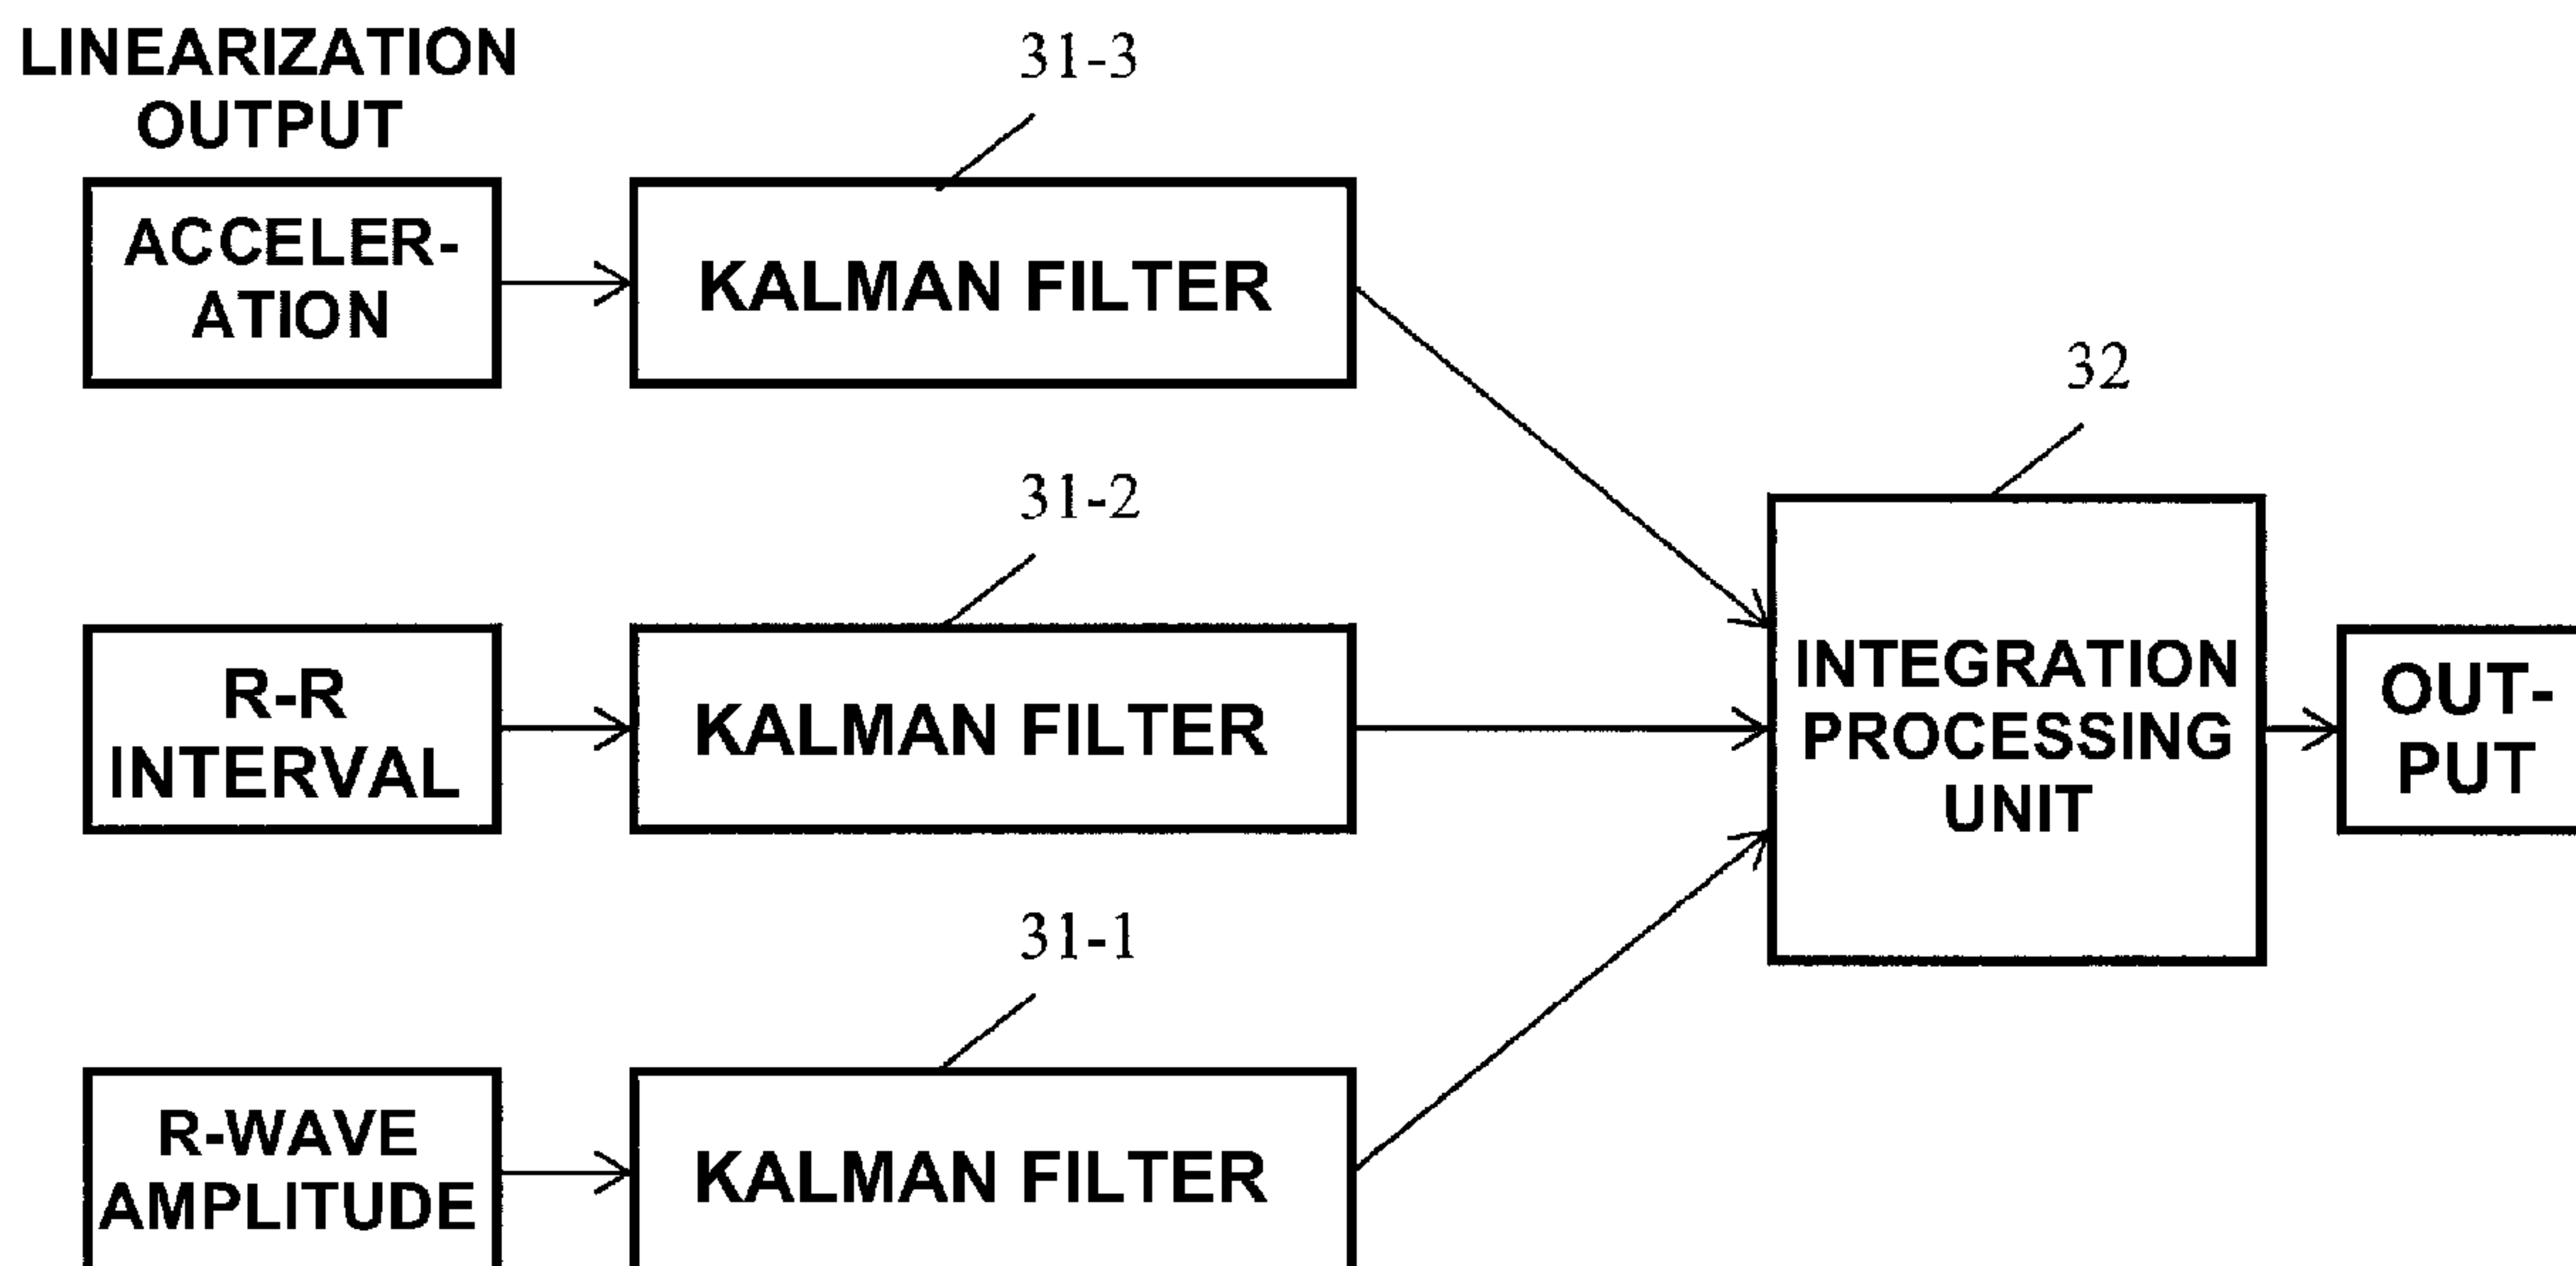 LINEARIZATION
OUTPUT
31-3
ACCELER-
ATION
KALMAN FILTER
32
31-2
R-R
INTERVAL
KALMAN FILTER
INTEGRATION
PROCESSING
UNIT
OUT-
PUT
31-1
R-WAVE
AMPLITUDE
KALMAN FILTER